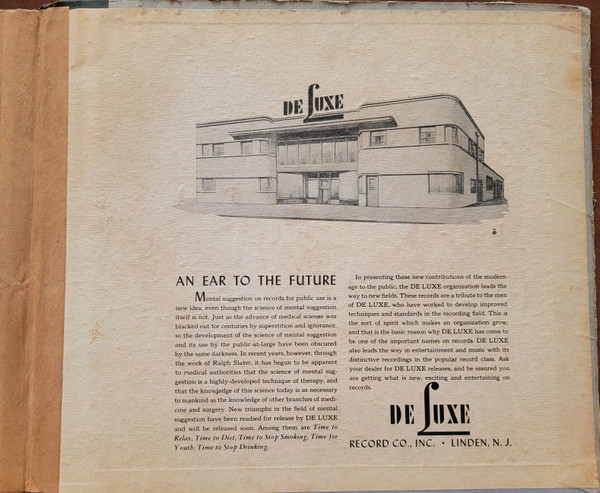 DE LUXE
AN EAR TO THE FUTURE
Mental suggestion on records for public use is a
new idea, even though the science of mental suggestion
itself is not. Just as the advance of medical science was
blacked out for centuries by superstition and ignorance,
so the development of the science of mental suggestion
and its use by the public-at-large have been obscured
by the same darkness. In recent years, however, through
the work of Ralph Slater, it has begun to be apparent
to medical authorities that the science of mental sug-
gestion is a highly-developed technique of therapy, and
that the knowledge of this science today is as necessary
to mankind as the knowledge of other branches of medi-
cine and surgery. New triumphs in the field of mental
suggestion have been readied for release by DE LUXE
and will be released soon. Among them are Time to
Relax, Time to Diet, Time to Stop Smoking, Time for
Youth, Time to Stop Drinking.
In presenting these new contributions of the modern
age to the public, the DE LUXE organization leads the
way to new fields. These records are a tribute to the men
of DE LUXE, who have worked to develop improved
techniques and standards in the recording field. This is
the sort of spirit which makes an organization grow,
and that is the basic reason why DE LUXE has come to
be one of the important names on records. DE LUXE
also leads the way in entertainment and music with its
distinctive recordings in the popular record class. Ask
your dealer for DE LUXE releases, and be assured you
are getting what is new, exciting and entertaining on
records.
DE LUXE
RECORD CO., INC. • LINDEN, N. J.